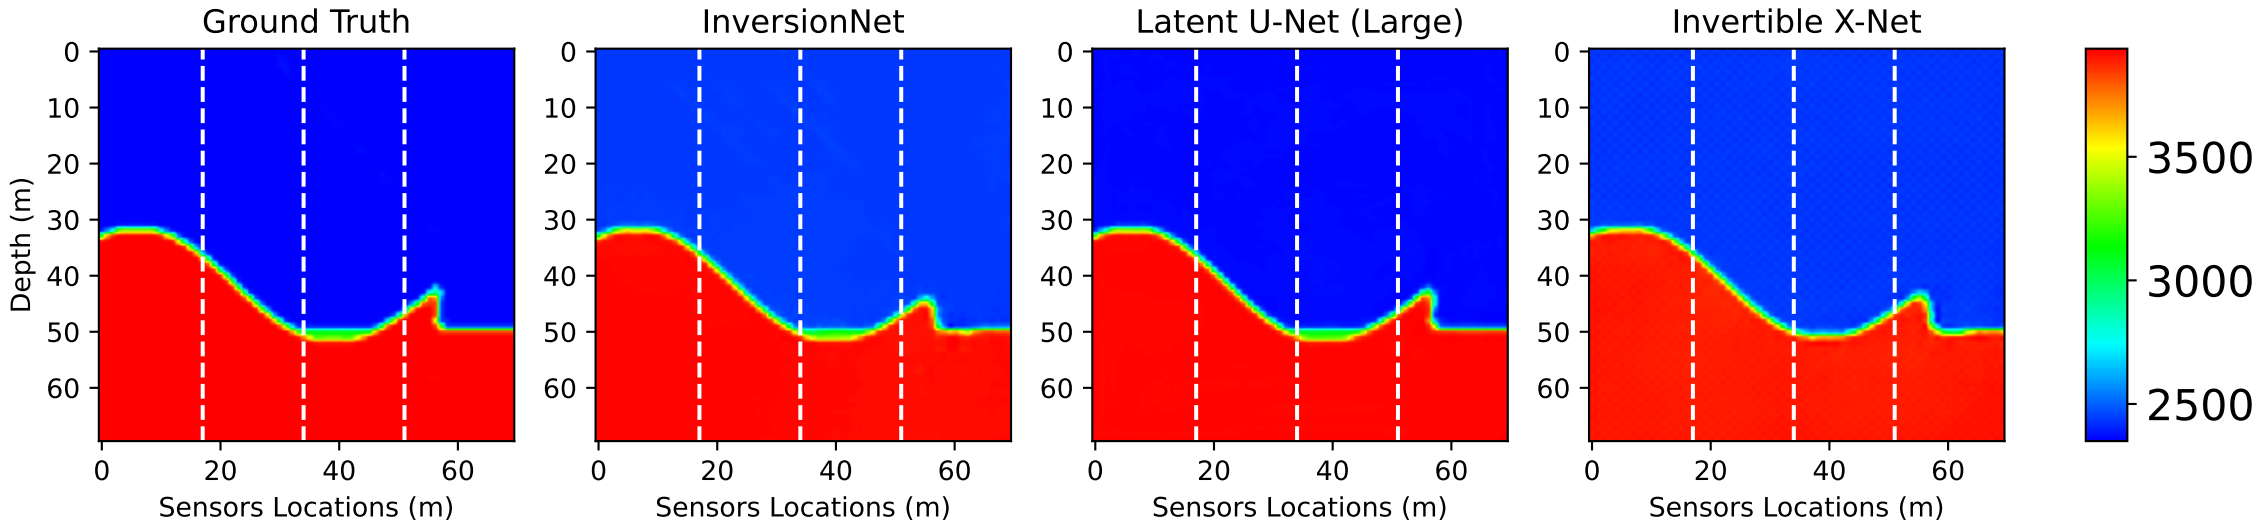 Ground Truth
InversionNet
Latent U-Net (Large)
Invertible X-Net
Depth (m)
0
10
20
30
40
50
60
0
10
20
30
40
50
60
0
10
20
30
40
50
60
0
10
20
30
40
50
60
3500
3000
2500
0 20 40 60
0 20 40 60
0 20 40 60
0 20 40 60
Sensors Locations (m)
Sensors Locations (m)
Sensors Locations (m)
Sensors Locations (m)